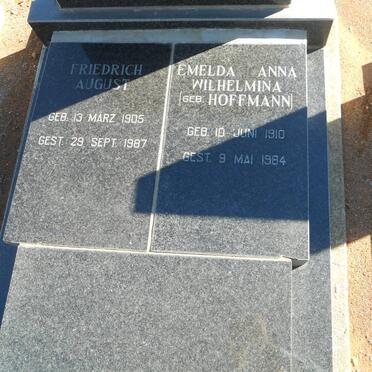 FRIEDRICH
AUGUST
GEB. 13 MÄRZ 1905
GEST. 29 SEPT. 1987
EMELDA ANNA
WILHELMINA
[GEB. HOFFMANN]
GEB. 10 JUNI 1910
GEST. 9 MAI 1984